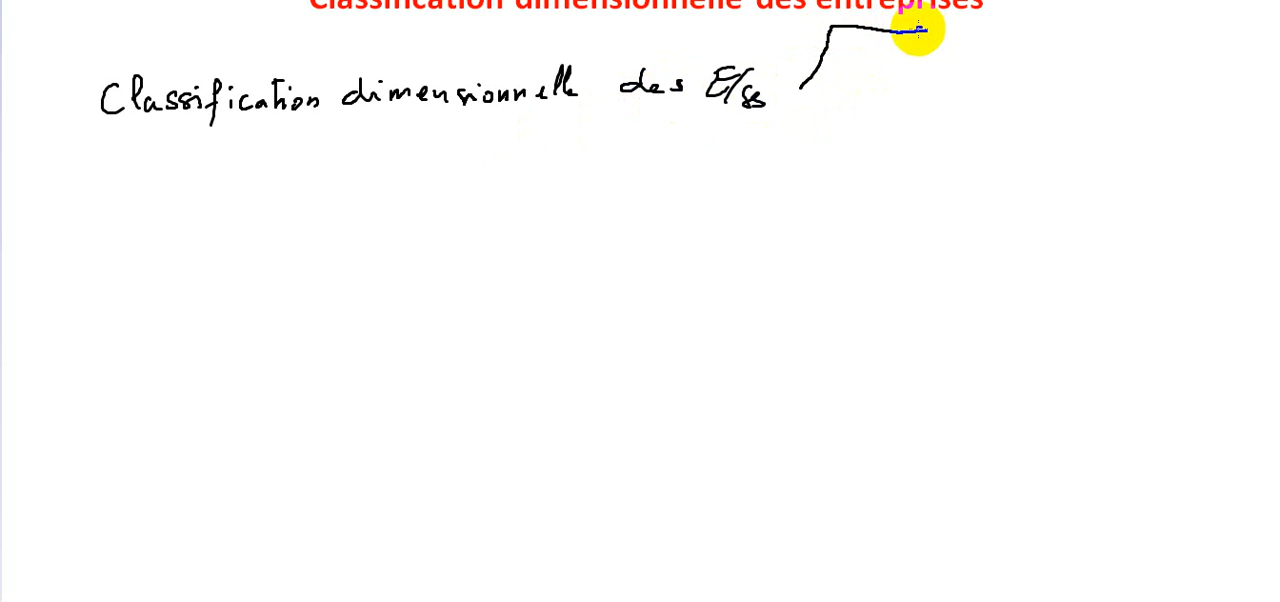 Classification dimensionnelle des entreprises
Classification dimensionnelle des E/ses